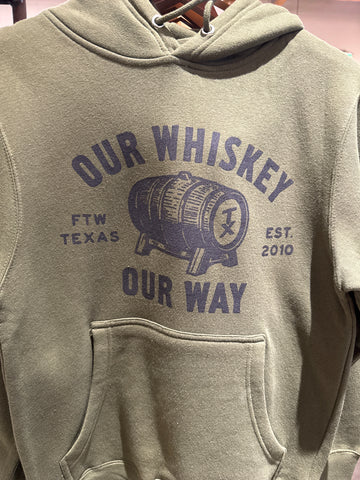 OUR WHISKEY
FTW
TEXAS
TX
EST.
2010
OUR WAY